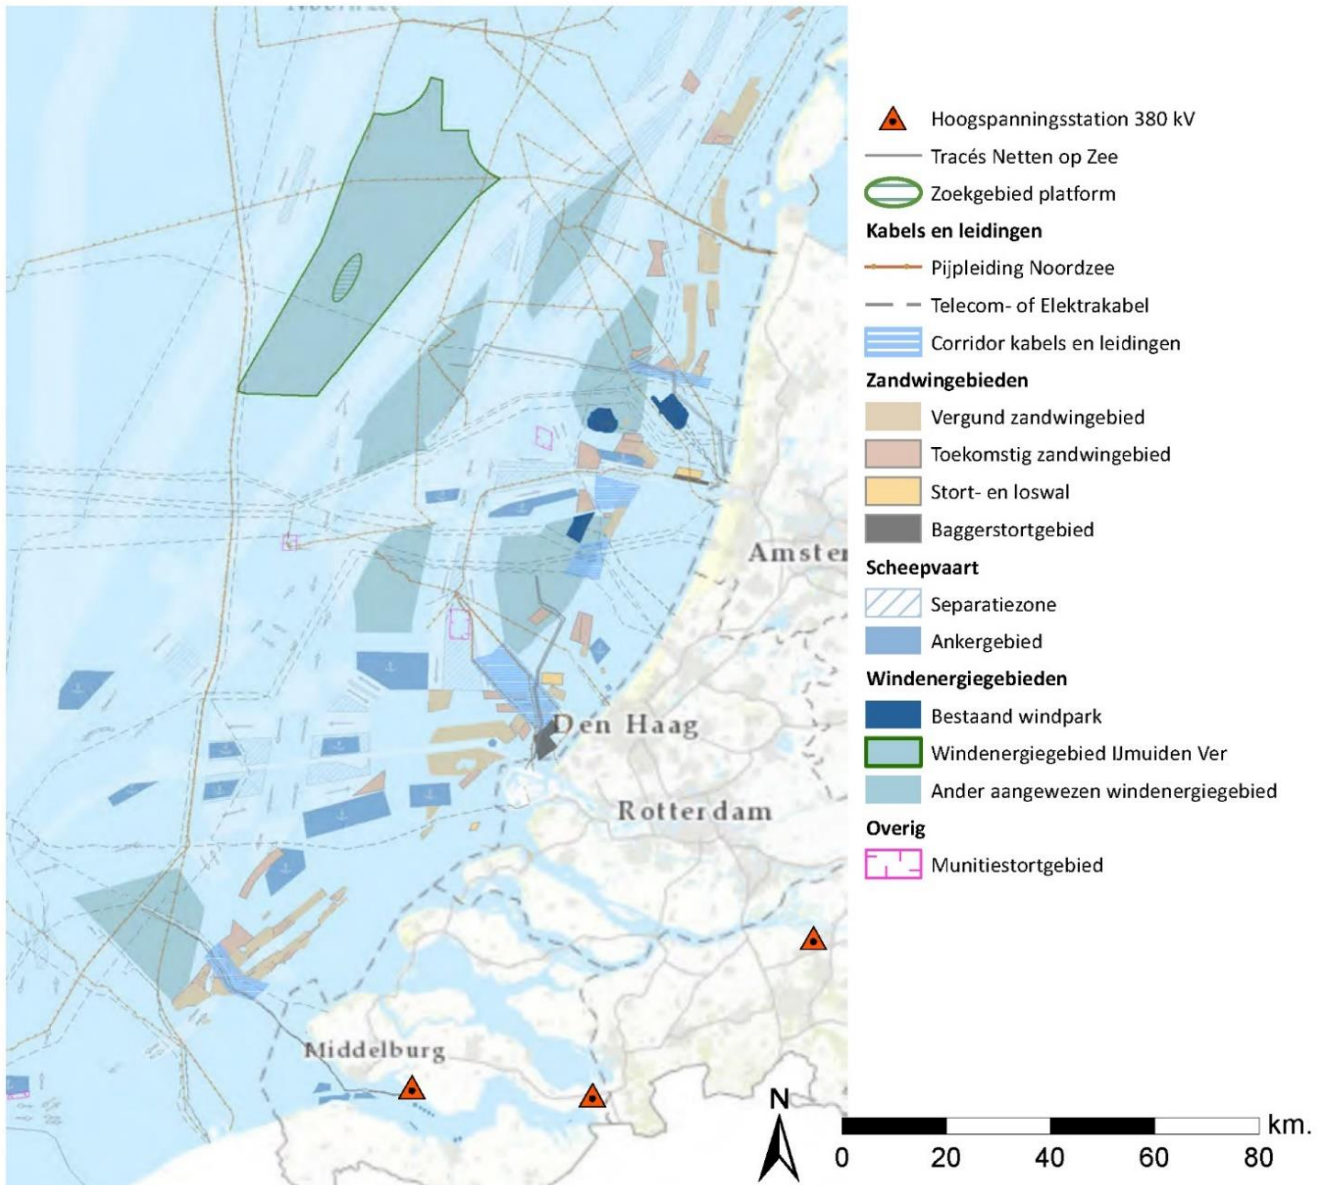 Hoogspanningsstation 380 kV
Tracés Netten op Zee
Zoekgebied platform
Kabels en leidingen
Pijpleiding Noordzee
Telecom- of Elektrakabel
Corridor kabels en leidingen
Zandwingebieden
Vergund zandwingebied
Toekomstig zandwingebied
Stort- en loswal
Baggerstortgebied
Scheepvaart
Separatiezone
Ankergebied
Windenergiegebieden
Bestaand windpark
Windenergiegebied IJmuiden Ver
Ander aangewezen windenergiegebied
Overig
Munitiestortgebied
Amster
Den Haag
Rotterdam
Middelburg
N
km.
0 20 40 60 80